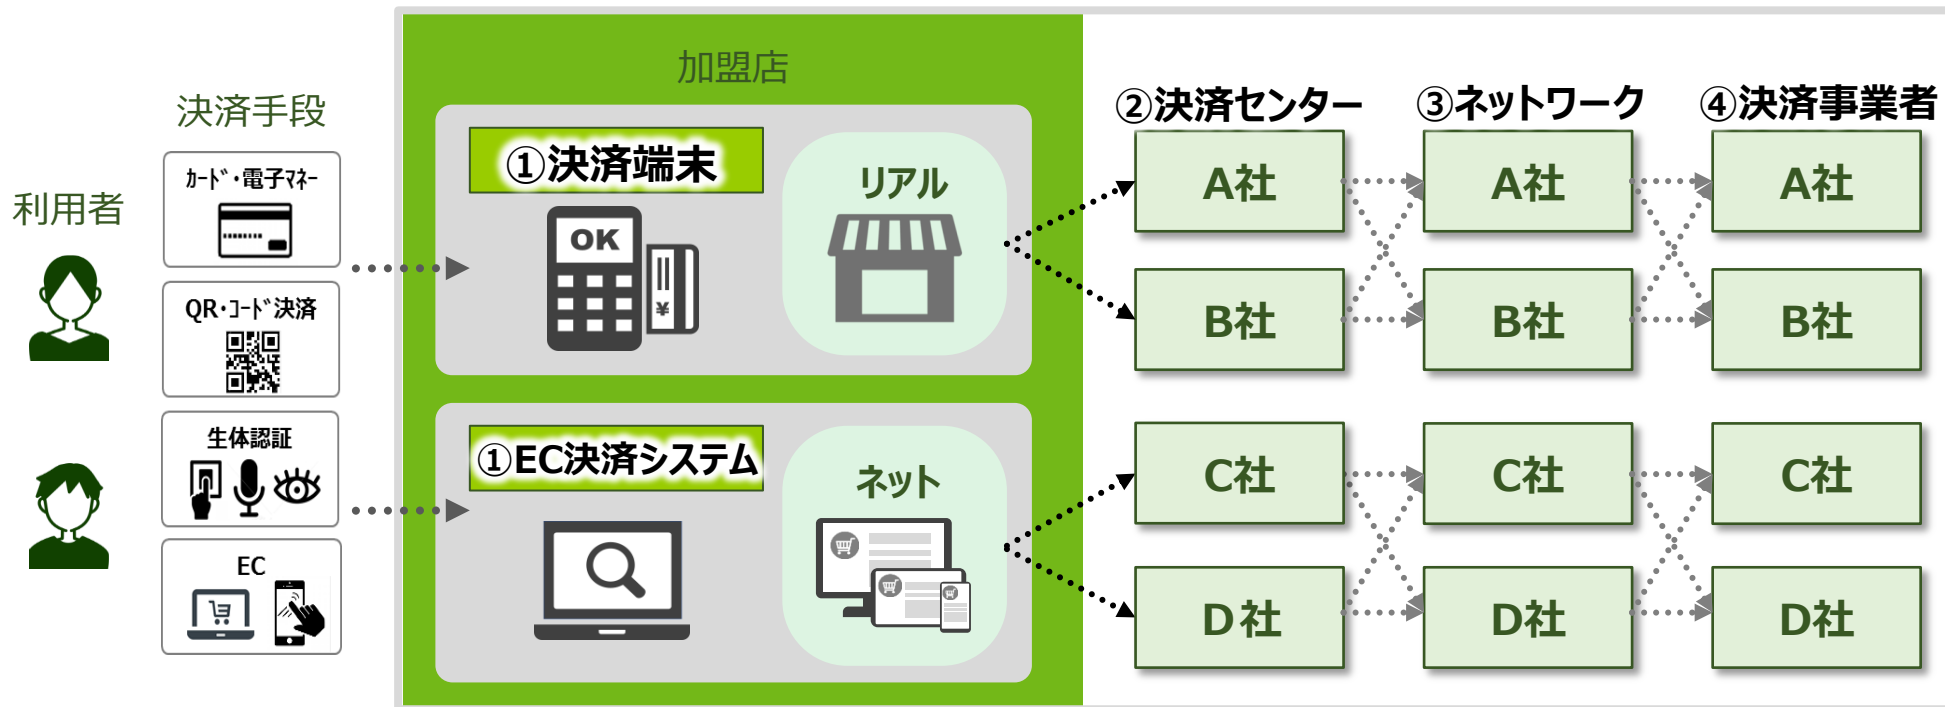 加盟店
決済手段
利用者
ｶｰﾄﾞ・電子ﾏﾈｰ
QR・ｺｰﾄﾞ決済
生体認証
EC
①決済端末
OK
¥
リアル
①EC決済システム
ネット
②決済センター
③ネットワーク
④決済事業者
A社
A社
A社
B社
B社
B社
C社
C社
C社
D社
D社
D社